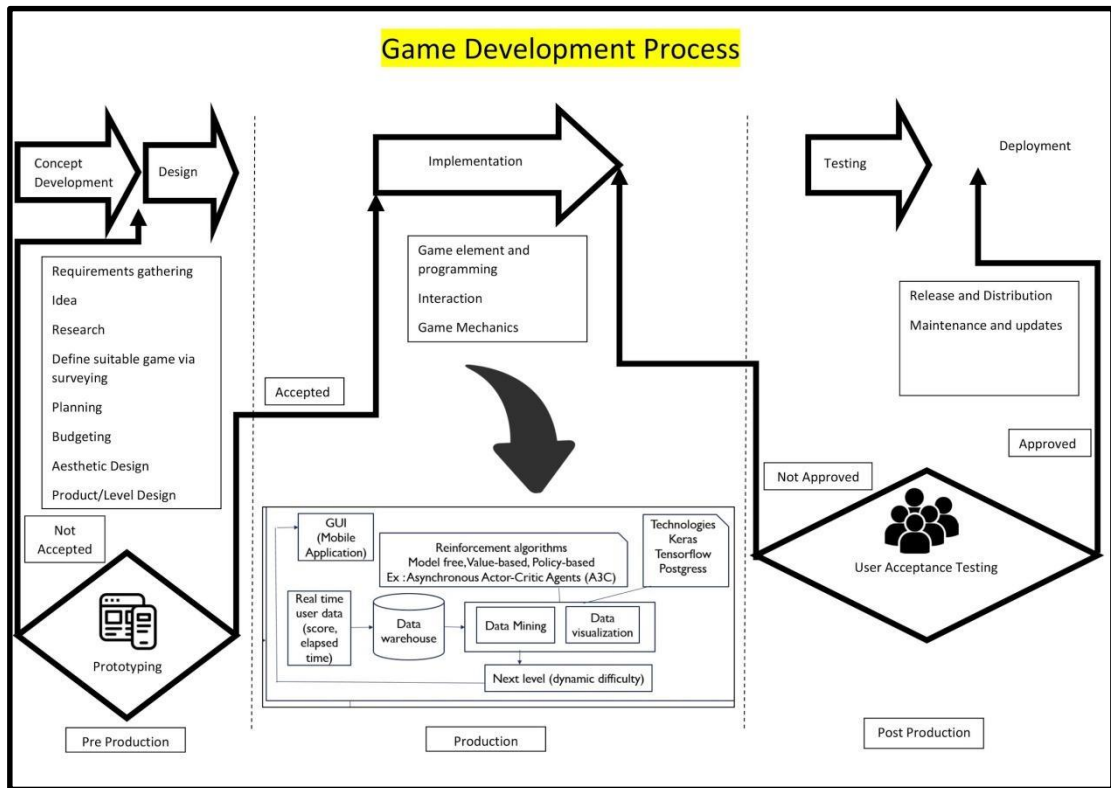 Game Development Process
Concept
Development
Design
Requirements gathering
Idea
Research
Define suitable game via
surveying
Planning
Budgeting
Aesthetic Design
Product/Level Design
Not
Accepted
Prototyping
Pre Production
Accepted
Implementation
Game element and
programming
Interaction
Game Mechanics
GUI
(Mobile
Application)
Reinforcement algorithms
Model free,Value-based, Policy-based
Ex : Asynchronous Actor-Critic Agents (A3C)
Technologies
Keras
Tensorflow
Postgress
Real time
user data
(score,
elapsed
time)
Data
warehouse
Data Mining
Data
visualization
Next level (dynamic difficulty)
Production
Testing
Deployment
Release and Distribution
Maintenance and updates
Not Approved
Approved
User Acceptance Testing
Post Production